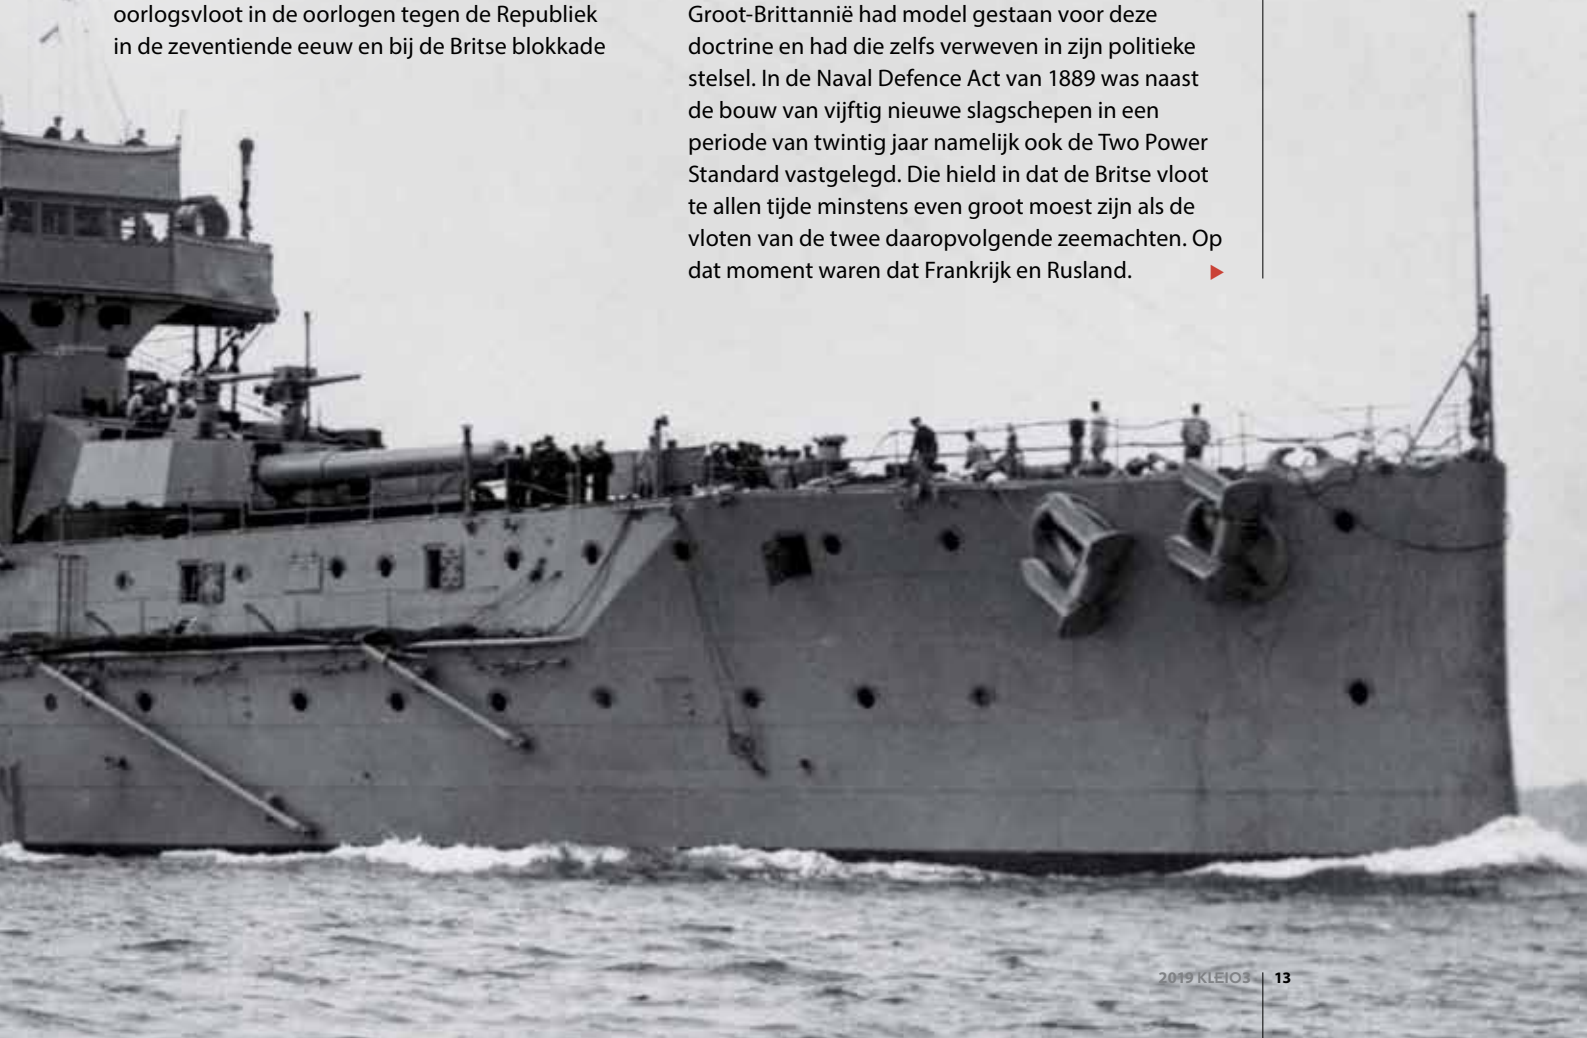 oorlogsvloot in de oorlogen tegen de Republiek
in de zeventiende eeuw en bij de Britse blokkade
Groot-Brittannië had model gestaan voor deze
doctrine en had die zelfs verweven in zijn politieke
stelsel. In de Naval Defence Act van 1889 was naast
de bouw van vijftig nieuwe slagschepen in een
periode van twintig jaar namelijk ook de Two Power
Standard vastgelegd. Die hield in dat de Britse vloot
te allen tijde minstens even groot moest zijn als de
vloten van de twee daaropvolgende zeemachten. Op
dat moment waren dat Frankrijk en Rusland.
2019 KLEIO3 13